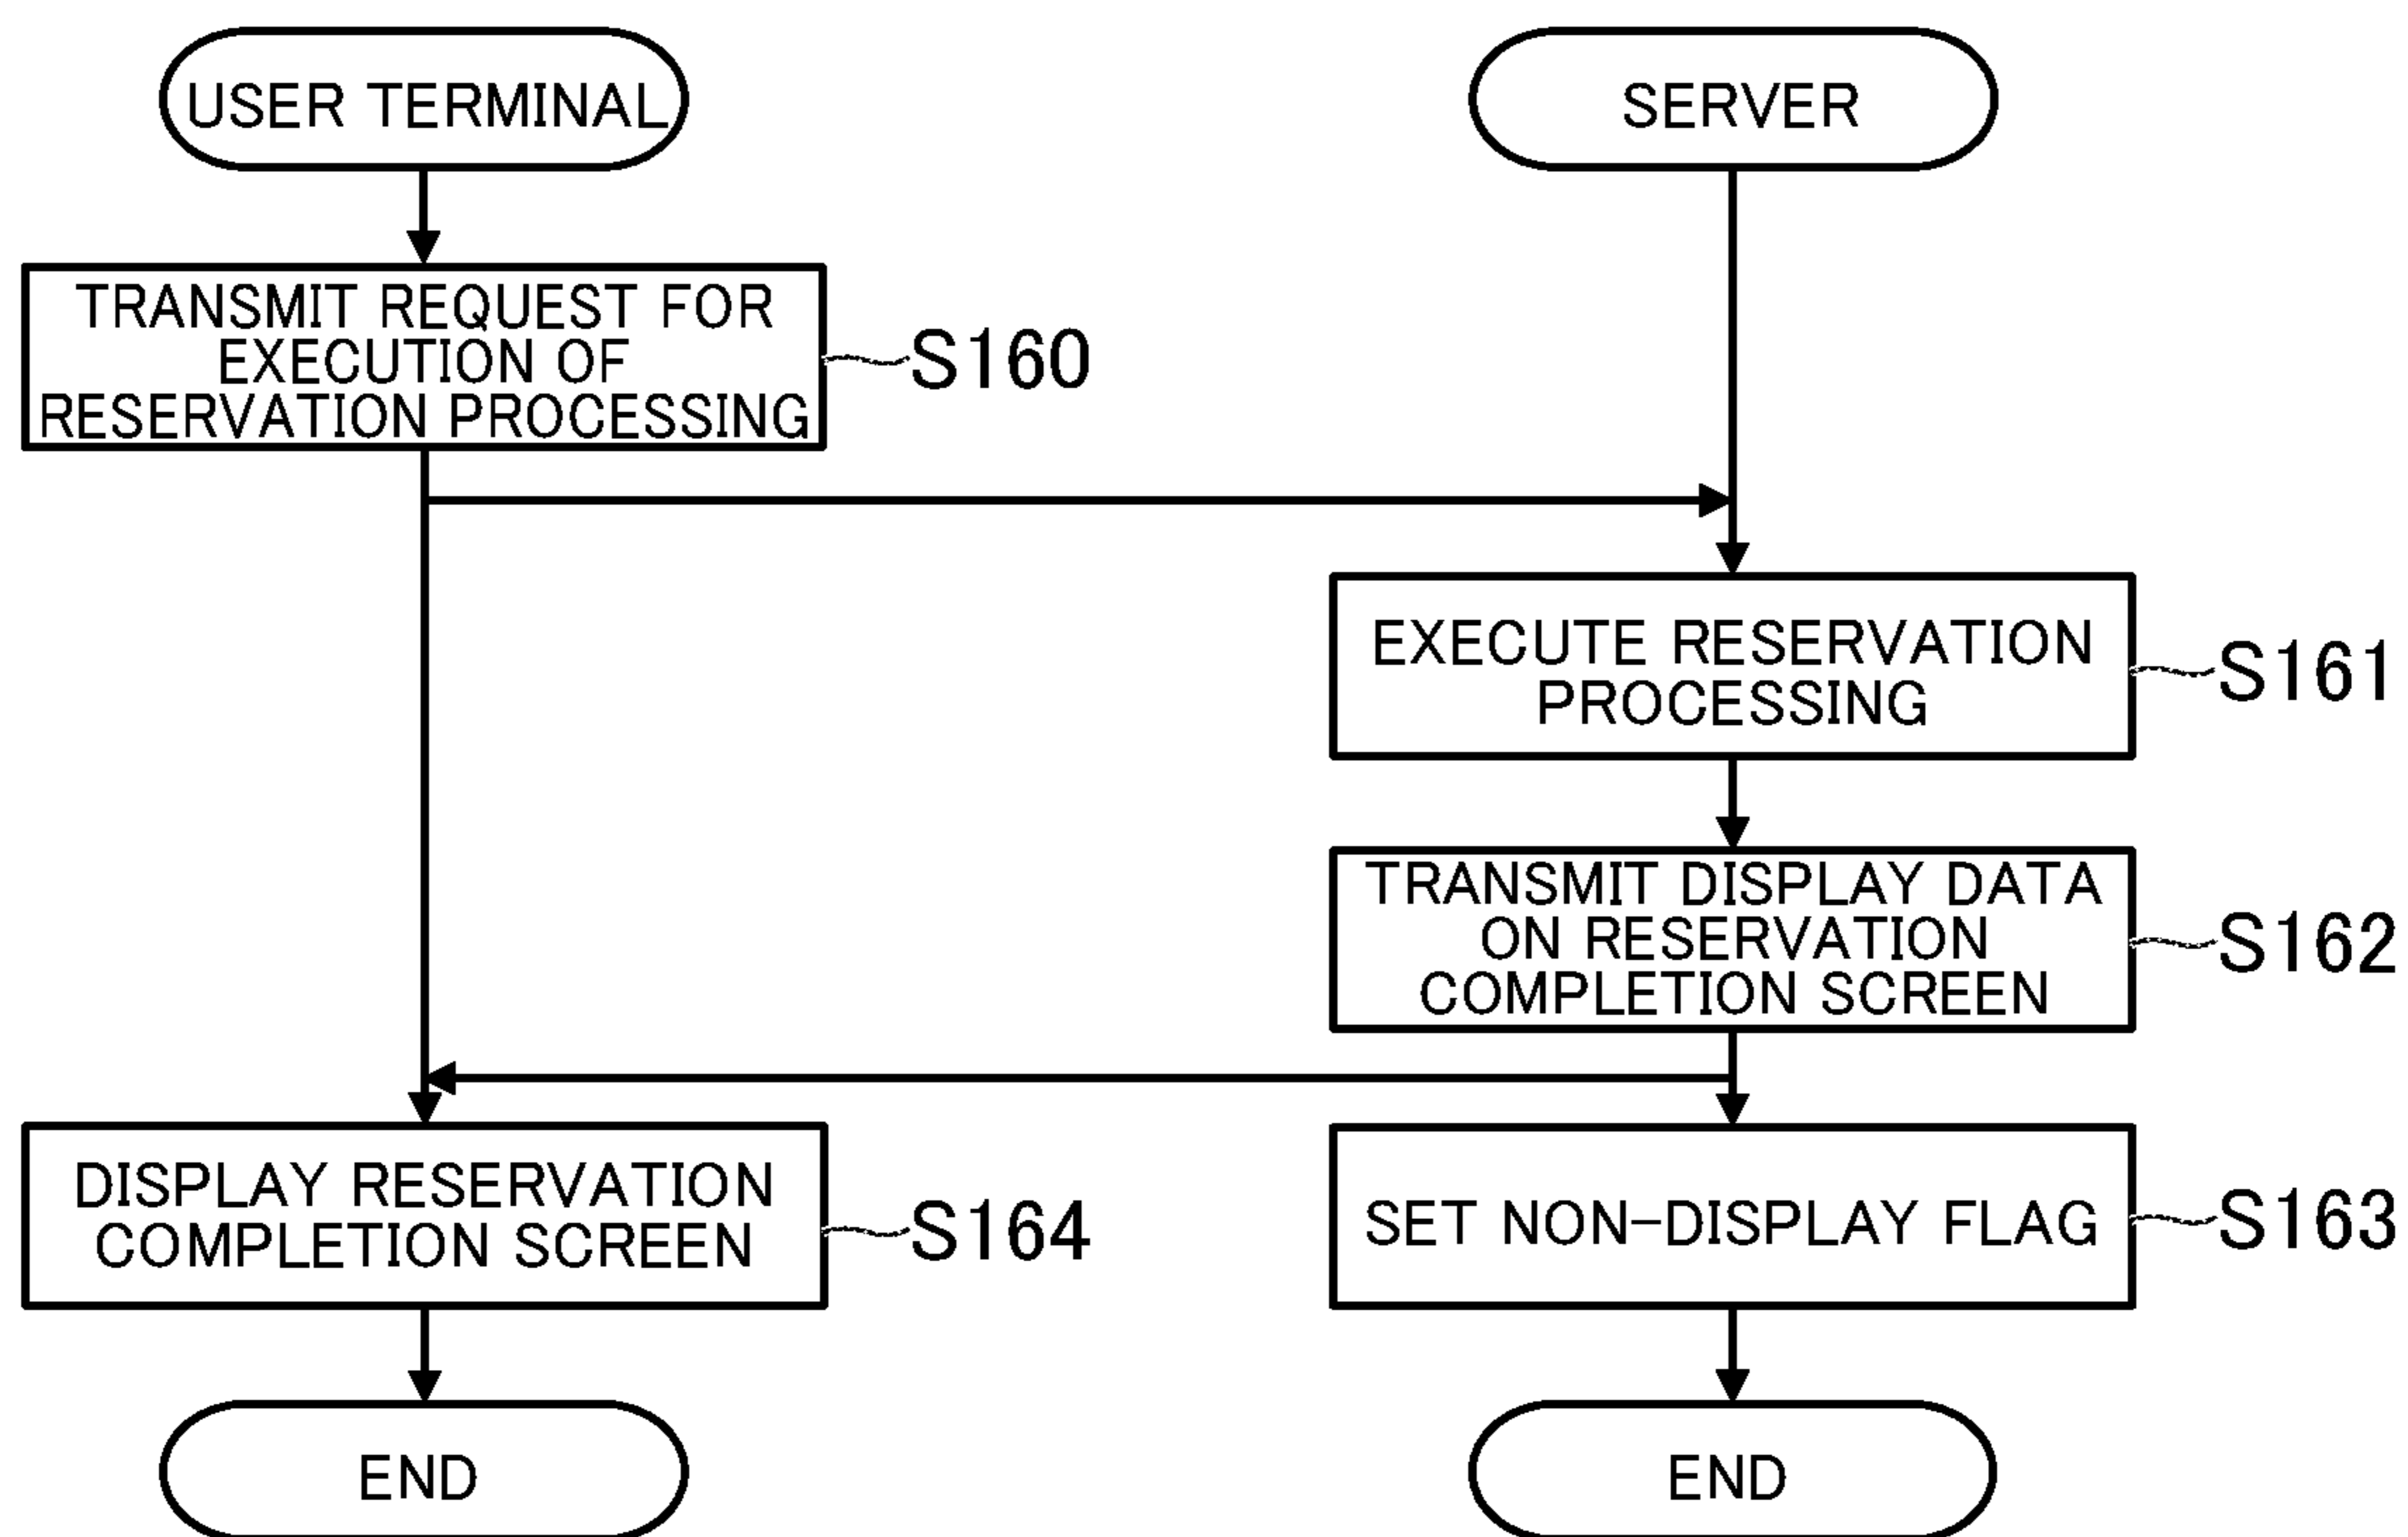 USER TERMINAL
SERVER
TRANSMIT REQUEST FOR
EXECUTION OF
RESERVATION PROCESSING
S160
EXECUTE RESERVATION
PROCESSING
S161
TRANSMIT DISPLAY DATA
ON RESERVATION
COMPLETION SCREEN
S162
DISPLAY RESERVATION
COMPLETION SCREEN
S164
SET NON-DISPLAY FLAG
S163
END
END